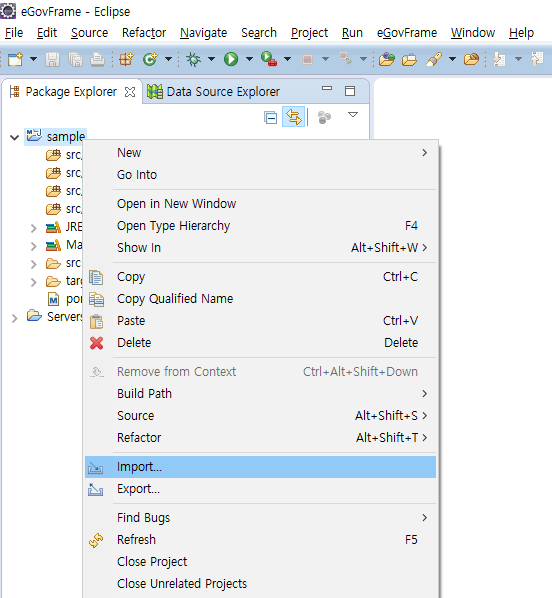 eGovFrame - Eclipse
File Edit Source Refactor Navigate Search Project Run eGovFrame Window Help
Package Explorer Data Source Explorer
sample
src
src
src
src
JRE
Ma
src
targ
pon
Servers
New
Go Into
Open in New Window
Open Type Hierarchy F4
Show In Alt+Shift+W
Copy Ctrl+C
Copy Qualified Name
Paste Ctrl+V
Delete Delete
Remove from Context Ctrl+Alt+Shift+Down
Build Path
Source Alt+Shift+S
Refactor Alt+Shift+T
Import...
Export...
Find Bugs
Refresh F5
Close Project
Close Unrelated Projects